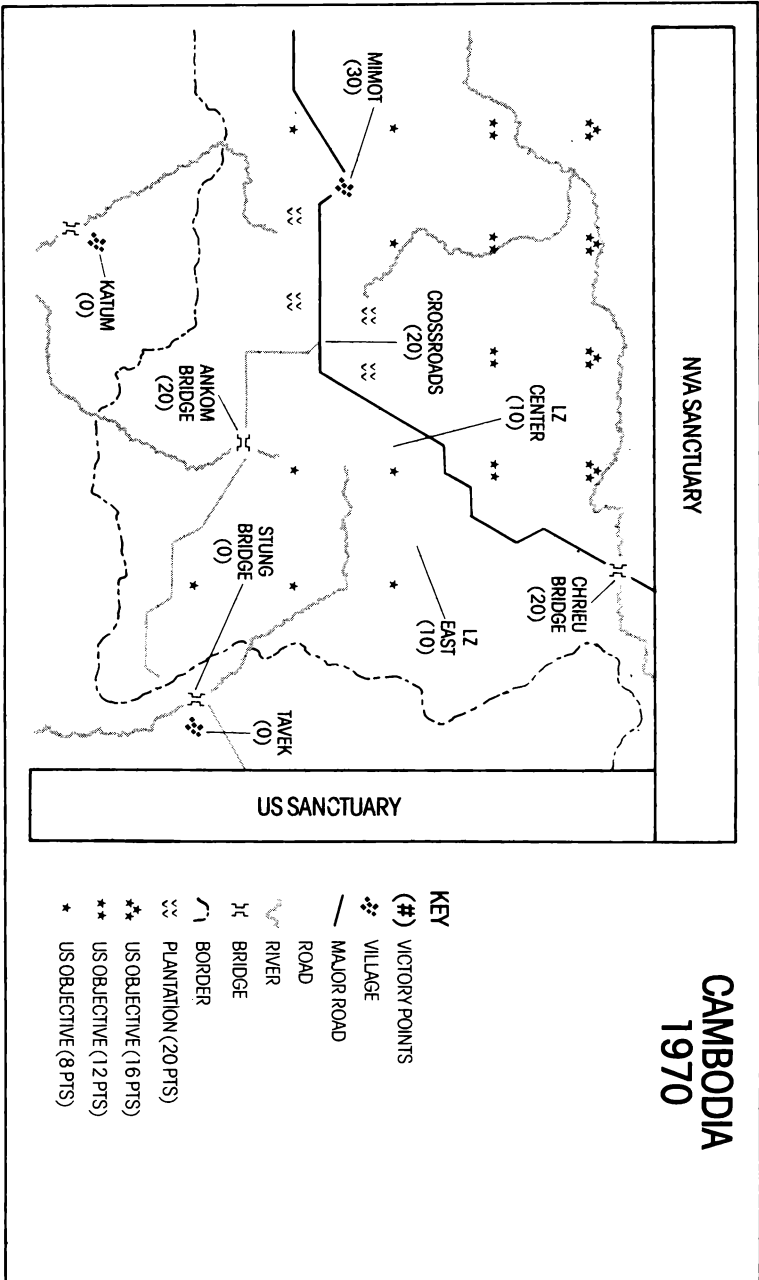 CAMBODIA
1970
NVA SANCTUARY
US SANCTUARY
MIMOT
(30)
CROSSROADS
(20)
LZ
CENTER
(10)
LZ
EAST
(10)
CHRIEU
BRIDGE
(20)
KATUM
(0)
ANKOM
BRIDGE
(20)
STUNG
BRIDGE
(0)
TAVEK
(0)
KEY
(#) VICTORY POINTS
VILLAGE
MAJOR ROAD
ROAD
RIVER
BRIDGE
BORDER
PLANTATION (20 PTS)
US OBJECTIVE (16 PTS)
US OBJECTIVE (12 PTS)
US OBJECTIVE (8 PTS)